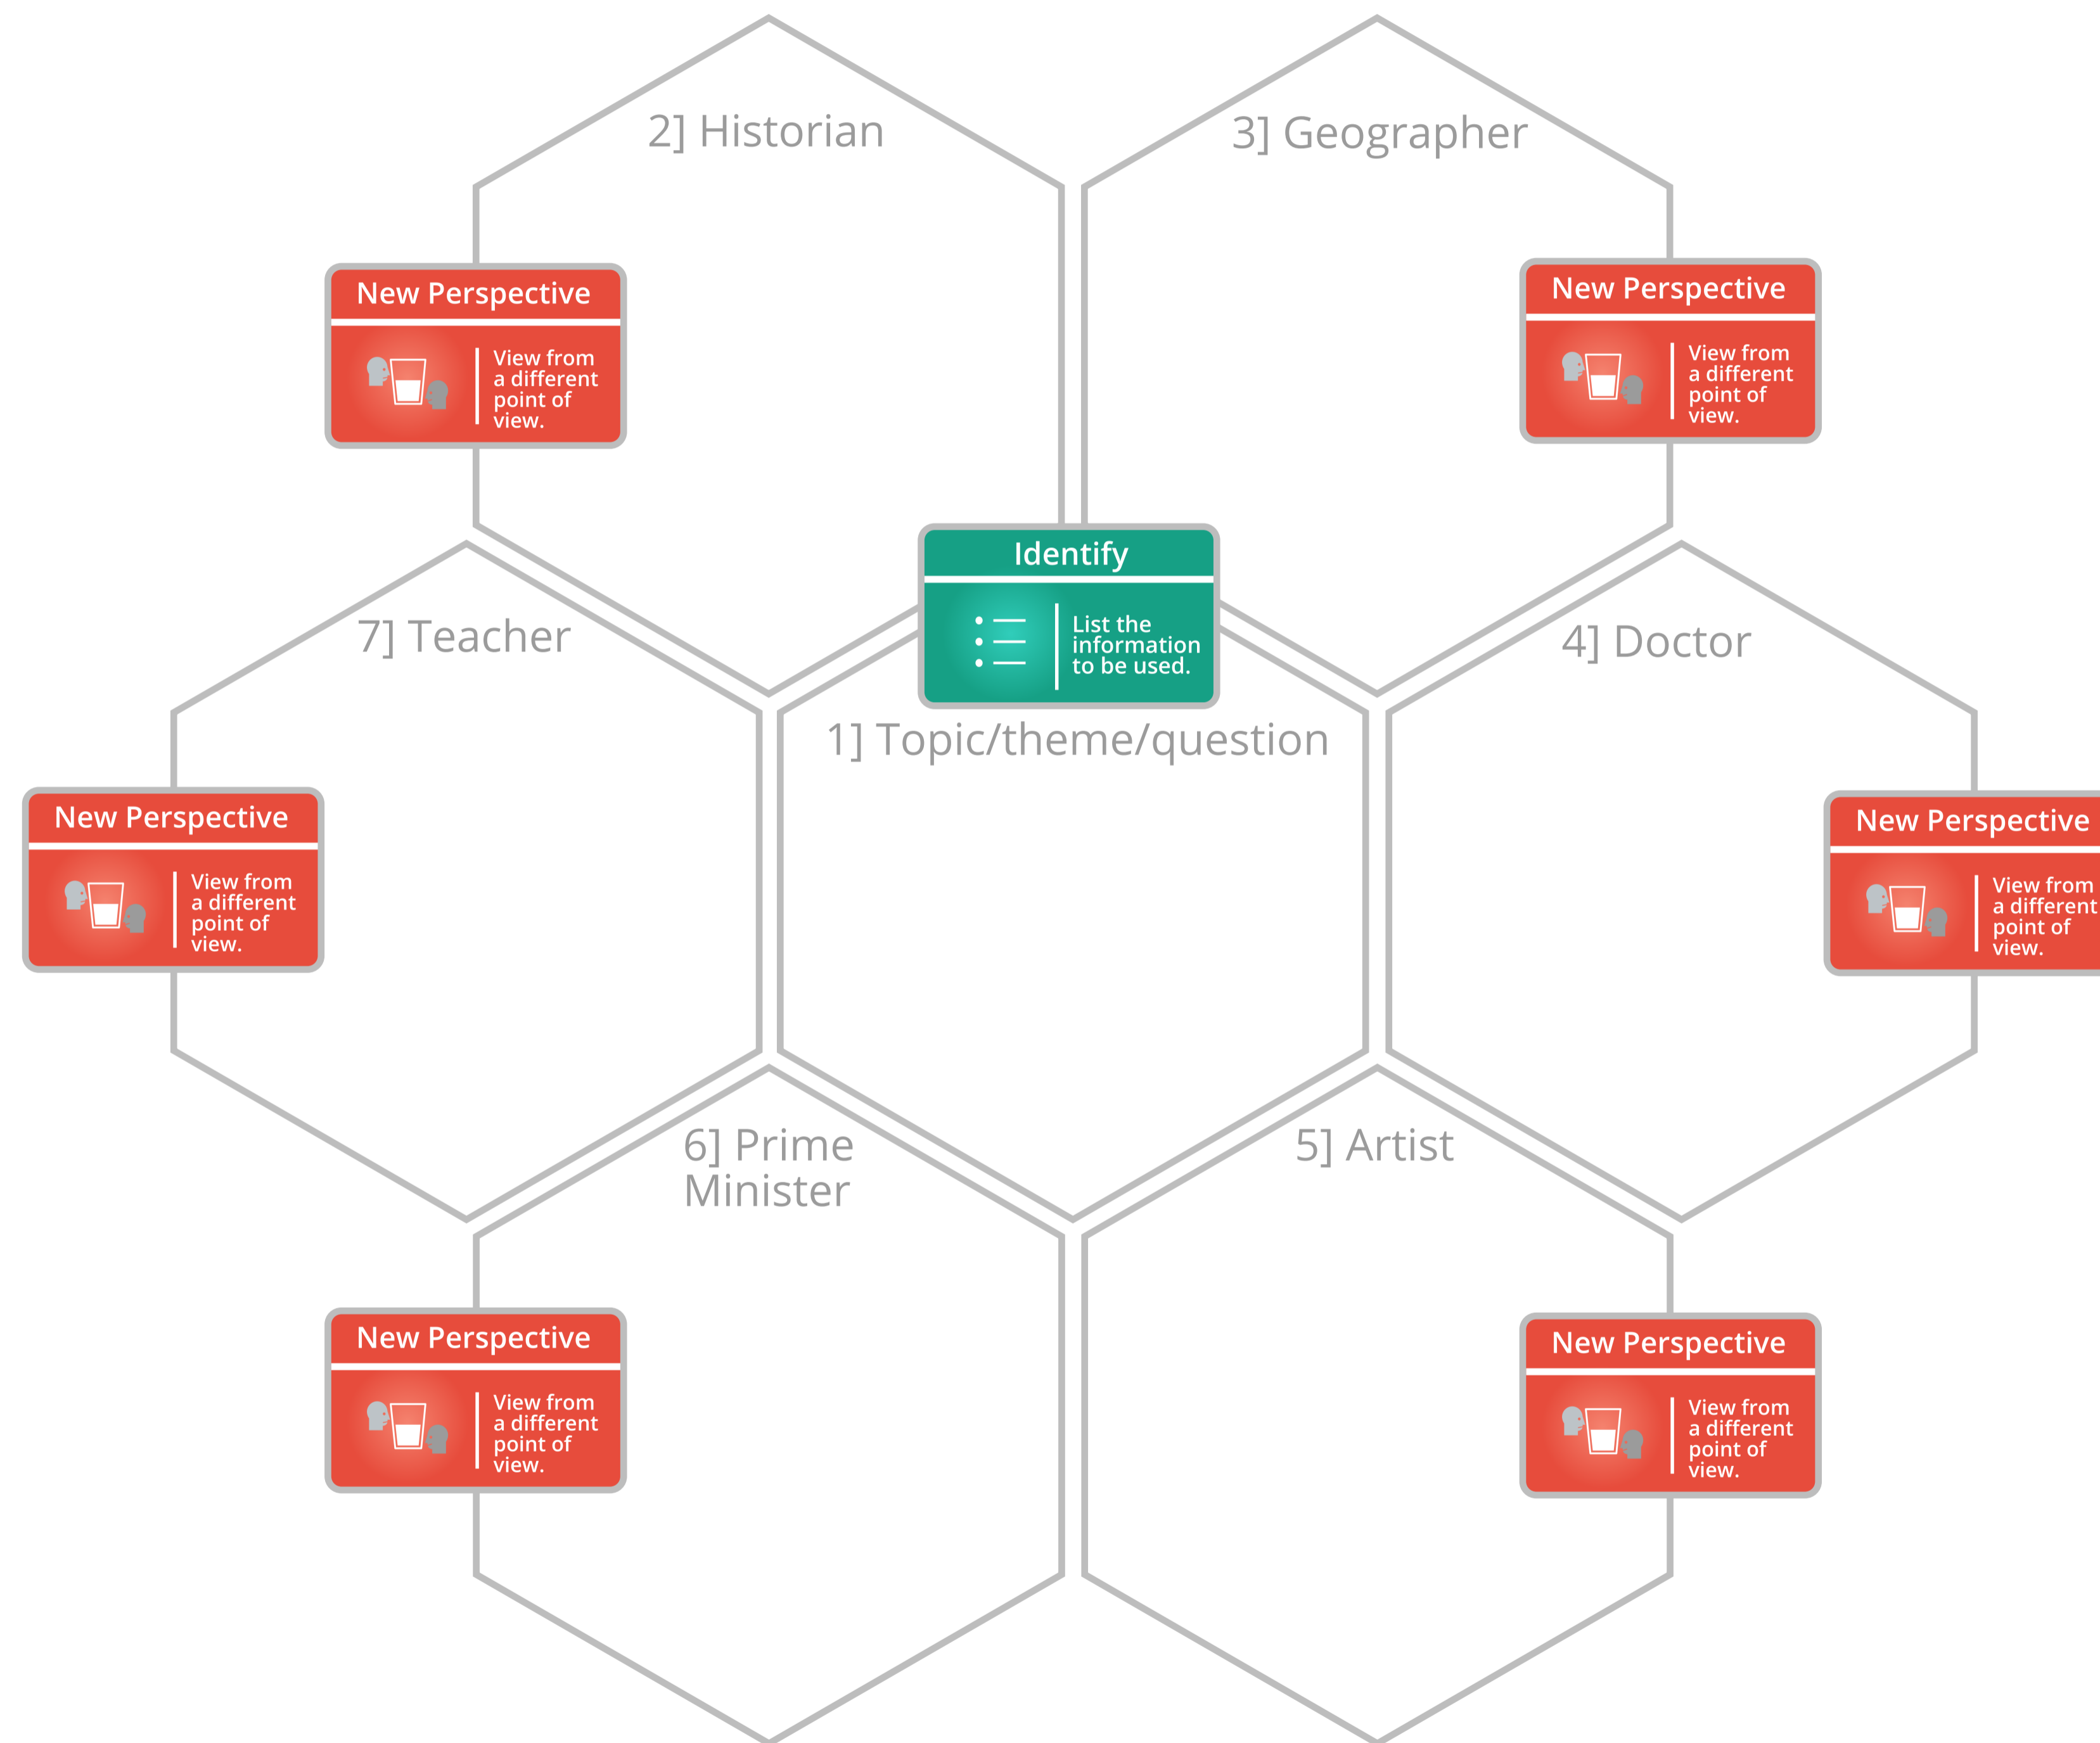 2] Historian
3] Geographer
New Perspective
View from
a different
point of
view.
New Perspective
View from
a different
point of
view.
Identify
List the
information
to be used.
7] Teacher
4] Doctor
1] Topic/theme/question
New Perspective
View from
a different
point of
view.
New Perspective
View from
a different
point of
view.
6] Prime
Minister
5] Artist
New Perspective
View from
a different
point of
view.
New Perspective
View from
a different
point of
view.